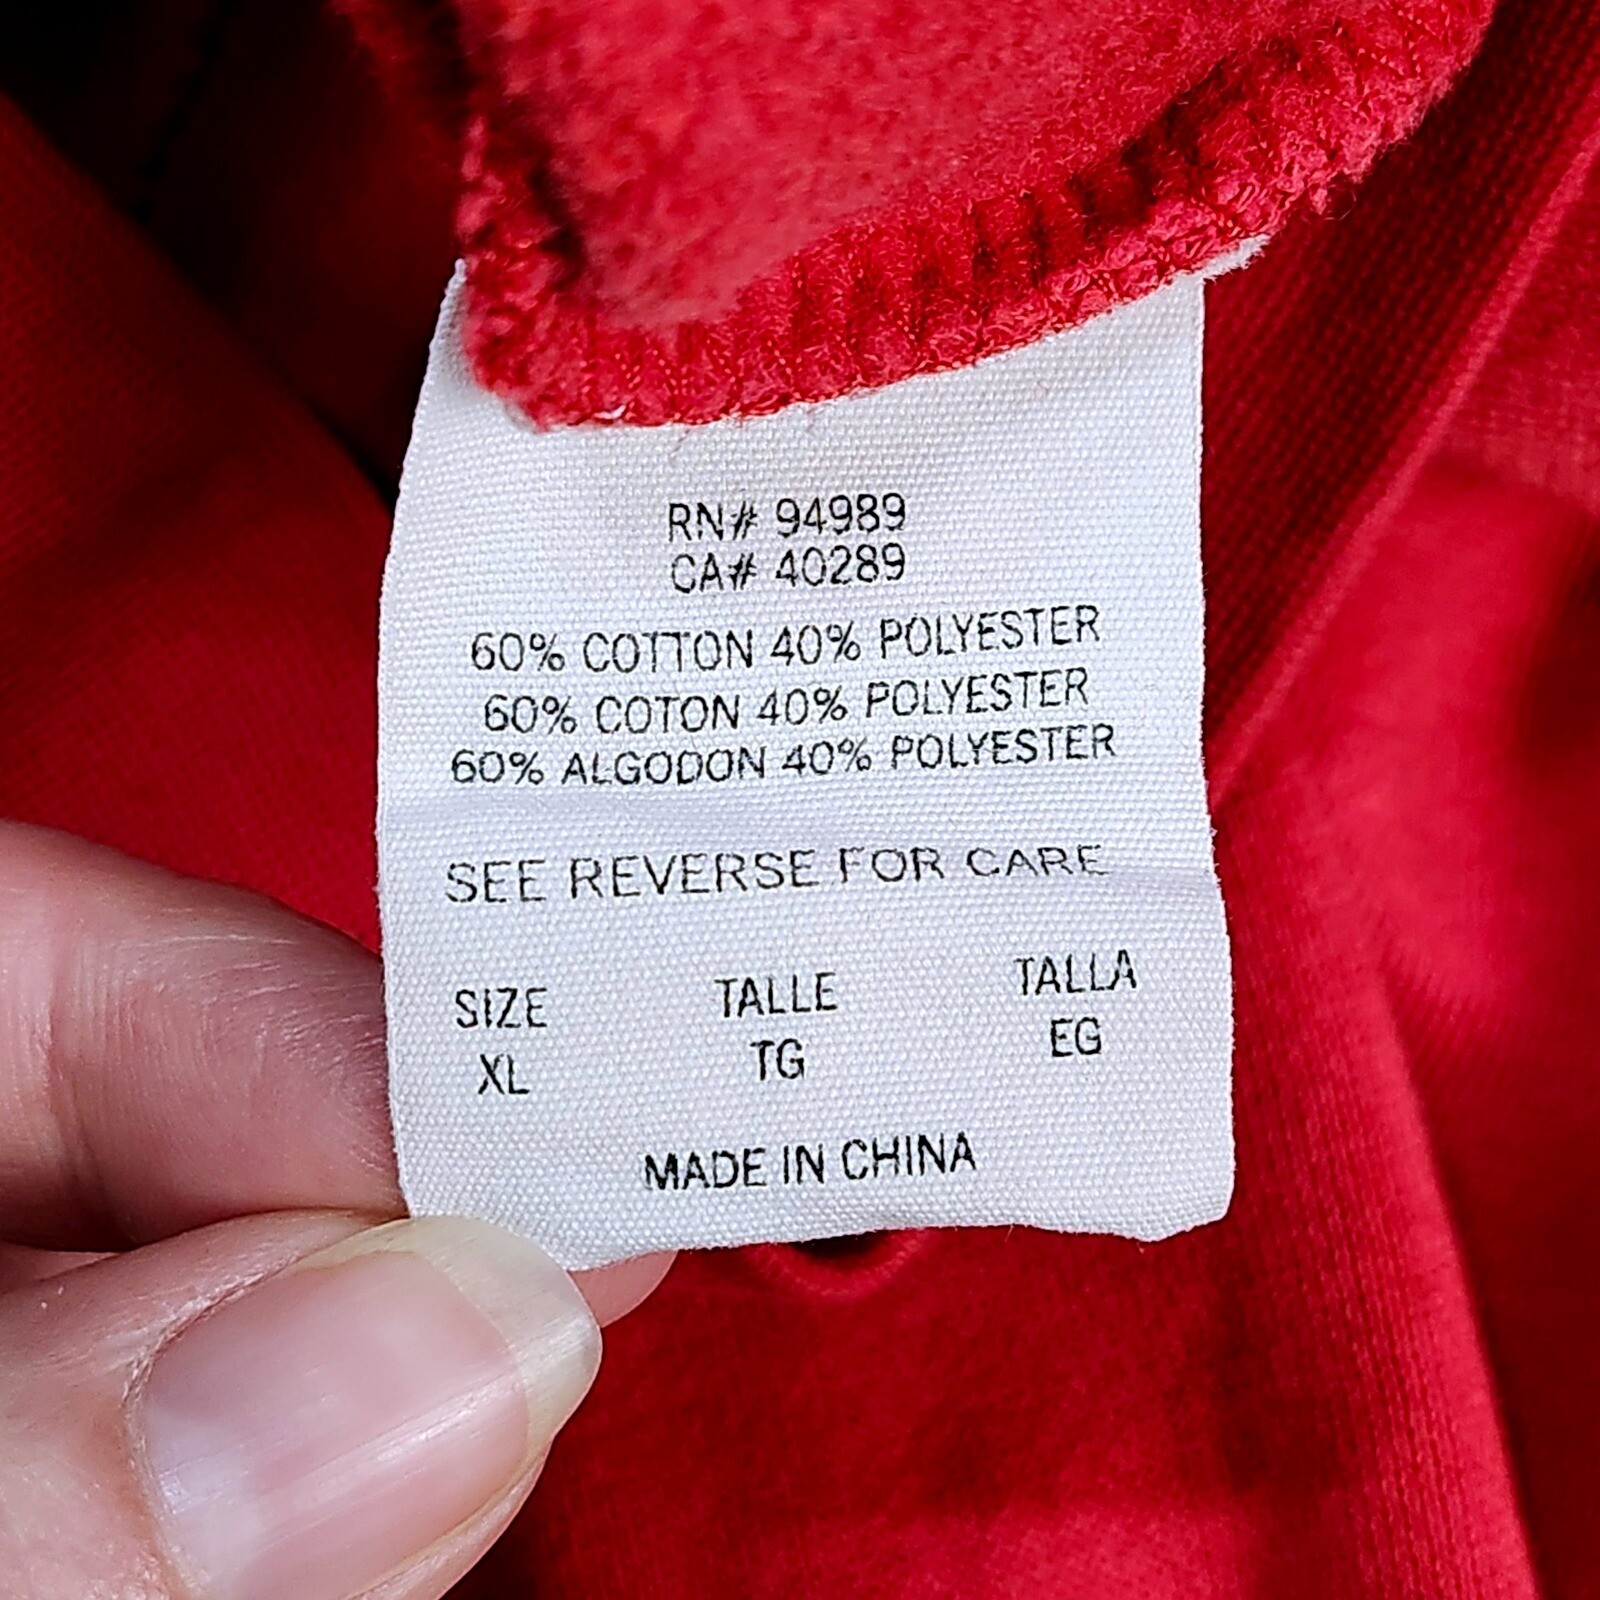 RN# 94989
CA# 40289
60% COTTON 40% POLYESTER
60% COTON 40% POLYESTER
60% ALGODON 40% POLYESTER
SEE REVERSE FOR CARE
SIZE TALLE TALLA
XL TG EG
MADE IN CHINA